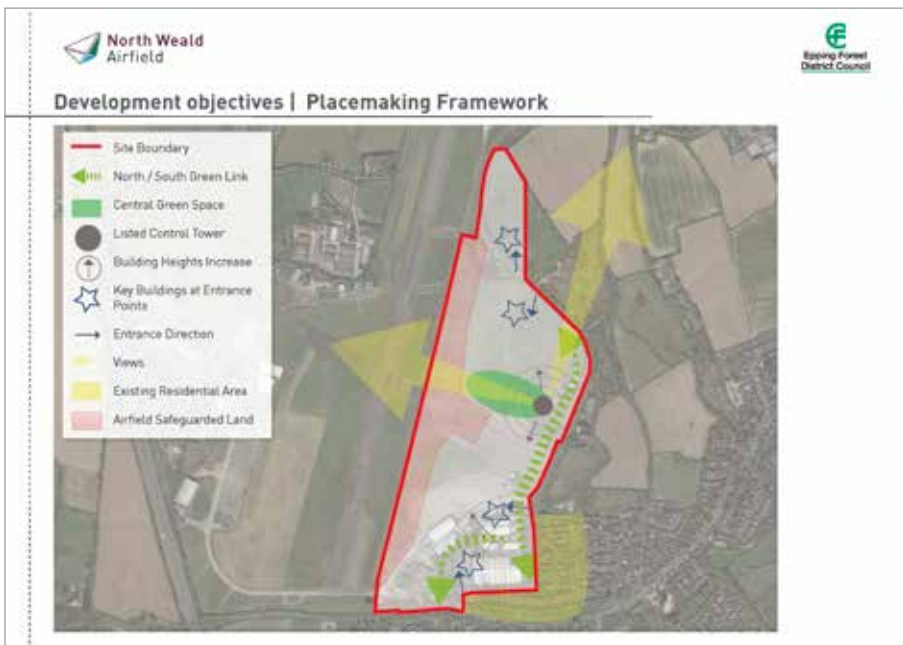 North Weald
Airfield
Epping Forest
District Council
Development objectives | Placemaking Framework
Site Boundary
North / South Green Link
Central Green Space
Listed Control Tower
Building Heights Increase
Key Buildings at Entrance
Points
Entrance Direction
Views
Existing Residential Area
Airfield Safeguarded Land